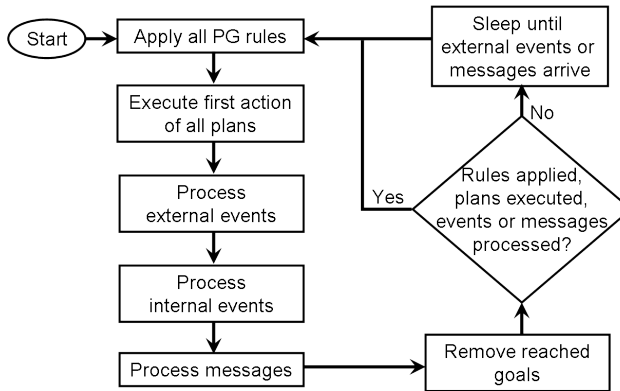 Start
Apply all PG rules
Execute first action
of all plans
Process
external events
Process
internal events
Process messages
Remove reached
goals
Rules applied,
plans executed,
events or messages
processed?
Yes
No
Sleep until
external events or
messages arrive